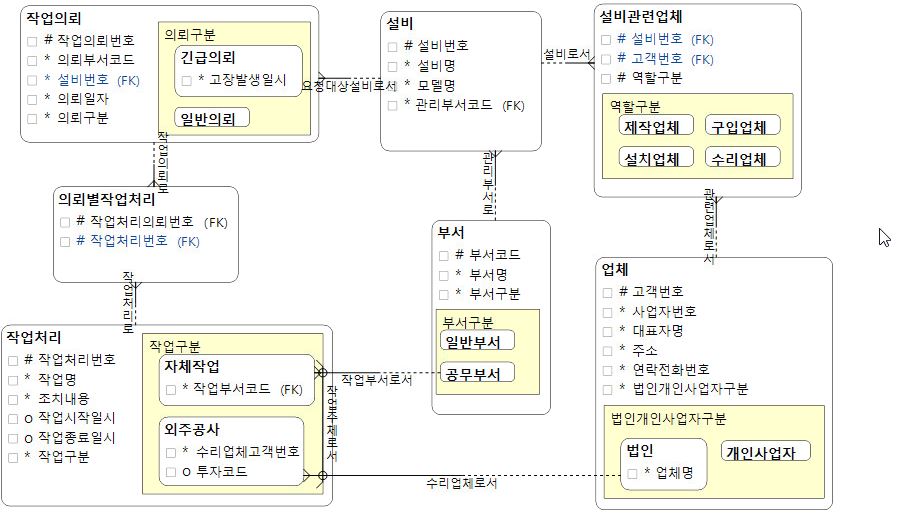 작업의뢰
# 작업의뢰번호
* 의뢰부서코드
* 설비번호 (FK)
* 의뢰일자
* 의뢰구분
의뢰구분
긴급의뢰
* 고장발생일시
일반의뢰
요청대상설비로서
설비
# 설비번호
* 설비명
* 모델명
* 관리부서코드 (FK)
설비로서
설비관련업체
# 설비번호 (FK)
# 고객번호 (FK)
# 역할구분
역할구분
제작업체
구입업체
설치업체
수리업체
작업의뢰로
관리부서로
관련업체로서
의뢰별작업처리
# 작업처리의뢰번호 (FK)
# 작업처리번호 (FK)
작업처리로
부서
# 부서코드
* 부서명
* 부서구분
부서구분
일반부서
공무부서
업체
# 고객번호
* 사업자번호
* 대표자명
* 주소
* 연락전화번호
* 법인개인사업자구분
법인개인사업자구분
법인
* 업체명
개인사업자
작업처리
# 작업처리번호
* 작업명
* 조치내용
o 작업시작일시
o 작업종료일시
* 작업구분
작업구분
자체작업
* 작업부서코드 (FK)
외주공사
* 수리업체고객번호
o 투자코드
작업부서로서
작업주체로서
수리업체로서